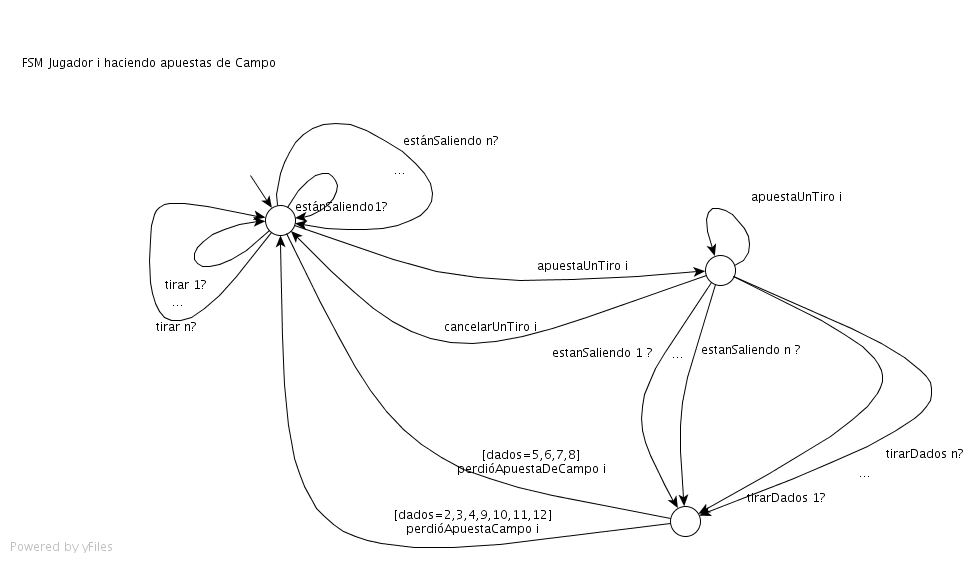 FSM Jugador i haciendo apuestas de Campo
estánSaliendo n?
...
estánSaliendo1?
apuestaUnTiro i
apuestaUnTiro i
tirar 1?
...
tirar n?
cancelarUnTiro i
estanSaliendo 1 ?
...
estanSaliendo n ?
[dados=5,6,7,8]
perdióApuestaDeCampo i
tirarDados n?
...
tirarDados 1?
[dados=2,3,4,9,10,11,12]
perdióApuestaCampo i
Powered by yFiles